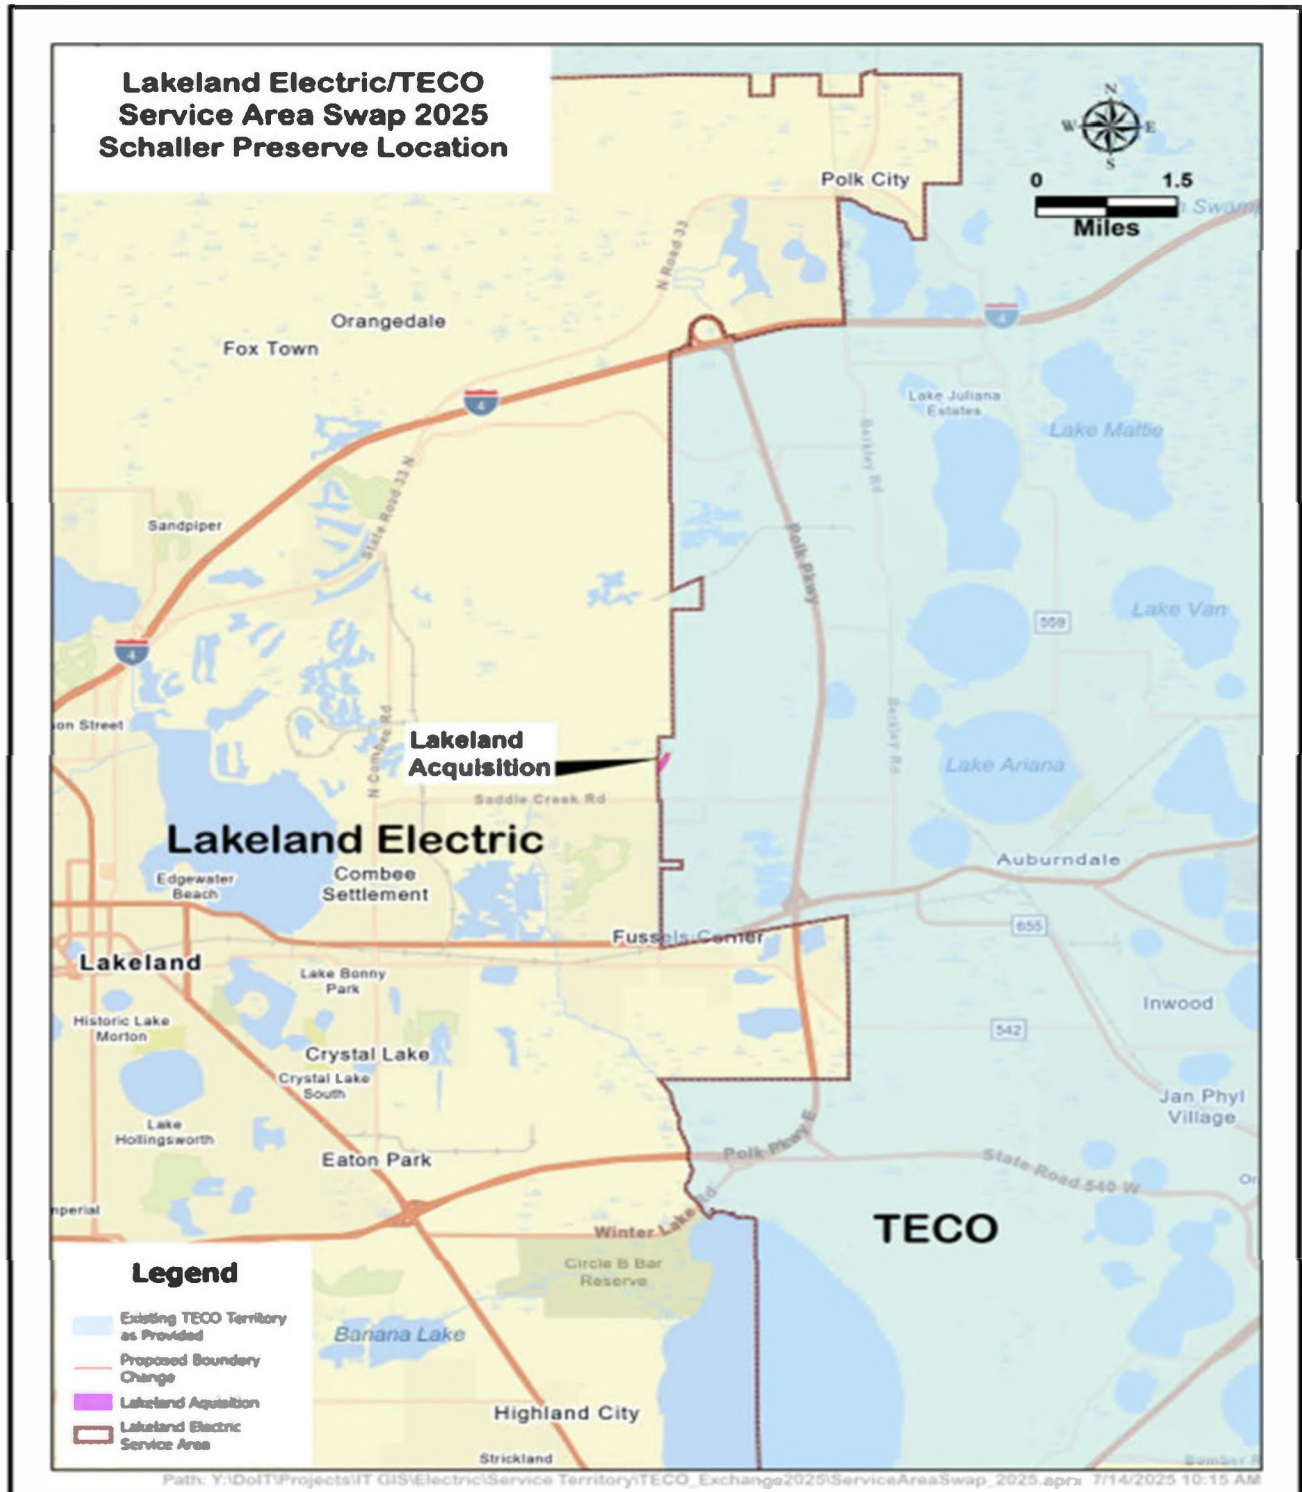 Lakeland Electric/TECO
Service Area Swap 2025
Schaller Preserve Location
N
W
E
S
0
1.5
Miles
Swamp
Polk City
N Road 33
Orangedale
Fox Town
4
4
Lake Juliana
Estates
Lake Mattie
Berkley Rd
State Road 33 N
Sandpiper
Polk Pkwy
559
Lake Van
4
on Street
N Combee Rd
Berkley Rd
Lakeland
Acquisition
Lake Ariana
Saddle Creek Rd
Lakeland Electric
Combee
Settlement
Edgewater
Beach
Auburndale
655
Fussels Corner
Lakeland
Lake Bonny
Park
Inwood
Historic Lake
Morton
542
Crystal Lake
Crystal Lake
South
Jan Phyl
Village
Lake
Hollingsworth
Polk Pkwy E
Eaton Park
State Road 540 W
Or
mperial
Winter Lake Rd
TECO
Circle B Bar
Reserve
Legend
Existing TECO Territory
as Provided
Proposed Boundary
Change
Lakeland Aquisition
Lakeland Electric
Service Area
Banana Lake
Highland City
Strickland
Bomber R
Path: Y:\DoIT\Projects\IT GIS\Electric\Service Territory\TECO_Exchange2025\ServiceAreaSwap_2025.aprx 7/14/2025 10:15 AM